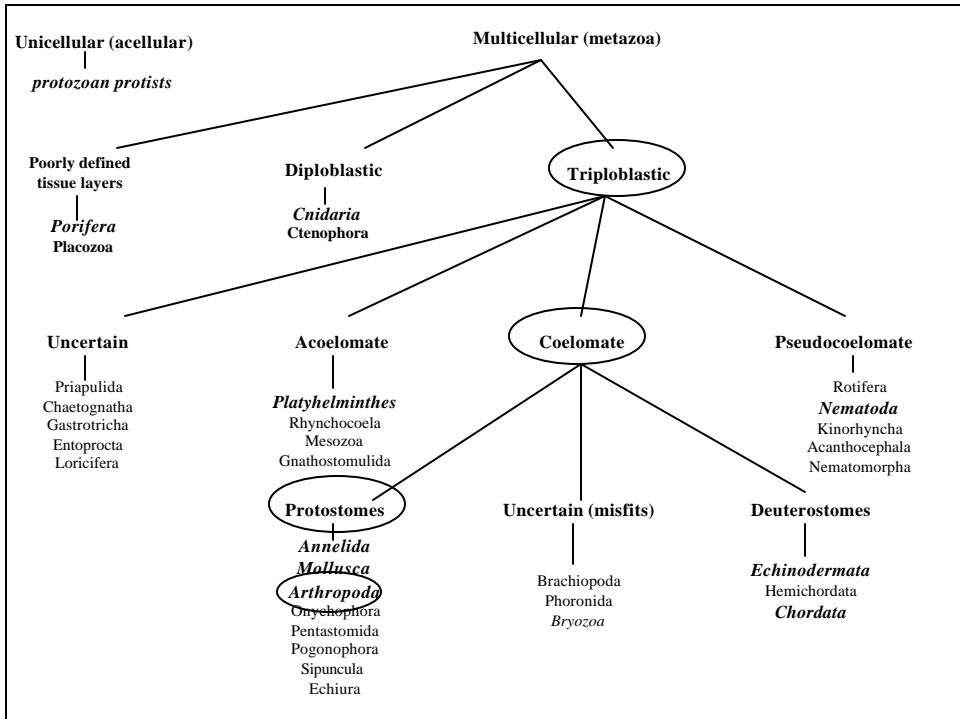 Unicellular (acellular)
protozoan protists
Multicellular (metazoa)
Poorly defined
tissue layers
Porifera
Placozoa
Diploblastic
Cnidaria
Ctenophora
Triploblastic
Uncertain
Priapulida
Chaetognatha
Gastrotricha
Entoprocta
Loricifera
Acoelomate
Platyhelminthes
Rhynchocoela
Mesozoa
Gnathostomulida
Coelomate
Pseudocoelomate
Rotifera
Nematoda
Kinorhyncha
Acanthocephala
Nematomorpha
Protostomes
Annelida
Mollusca
Arthropoda
Onychophora
Pentastomida
Pogonophora
Sipuncula
Echiura
Uncertain (misfits)
Brachiopoda
Phoronida
Bryozoa
Deuterostomes
Echinodermata
Hemichordata
Chordata